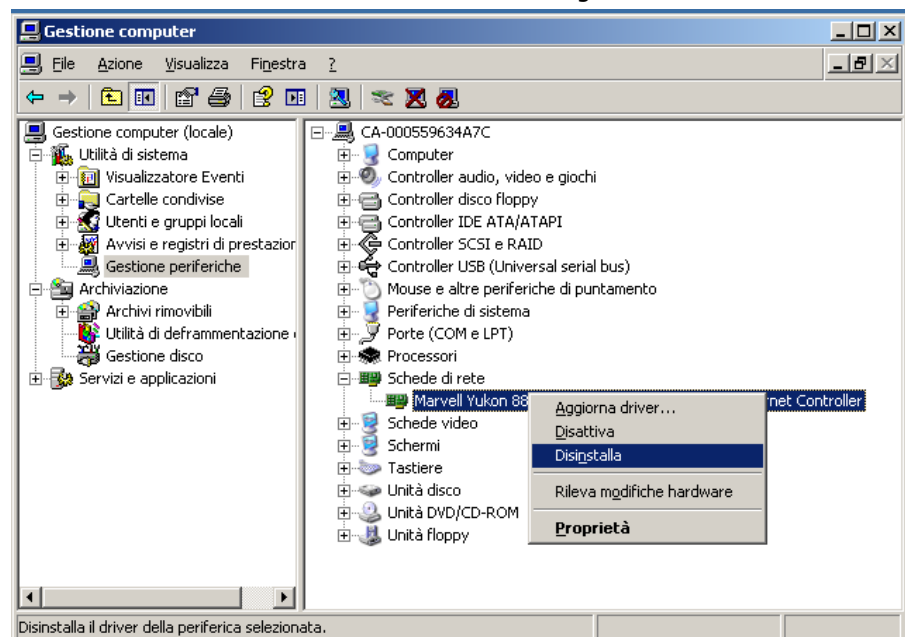 Gestione computer
File Azione Visualizza Finestra ?
Gestione computer (locale)
Utilità di sistema
Visualizzatore Eventi
Cartelle condivise
Utenti e gruppi locali
Avvisi e registri di prestazior
Gestione periferiche
Archiviazione
Archivi rimovibili
Utilità di deframmentazione
Gestione disco
Servizi e applicazioni
CA-000559634A7C
Computer
Controller audio, video e giochi
Controller disco floppy
Controller IDE ATA/ATAPI
Controller SCSI e RAID
Controller USB (Universal serial bus)
Mouse e altre periferiche di puntamento
Periferiche di sistema
Porte (COM e LPT)
Processori
Schede di rete
Marvell Yukon 88 rnet Controller
Schede video
Schermi
Tastiere
Unità disco
Unità DVD/CD-ROM
Unità floppy
Aggiorna driver...
Disattiva
Disinstalla
Rileva modifiche hardware
Proprietà
Disinstalla il driver della periferica selezionata.